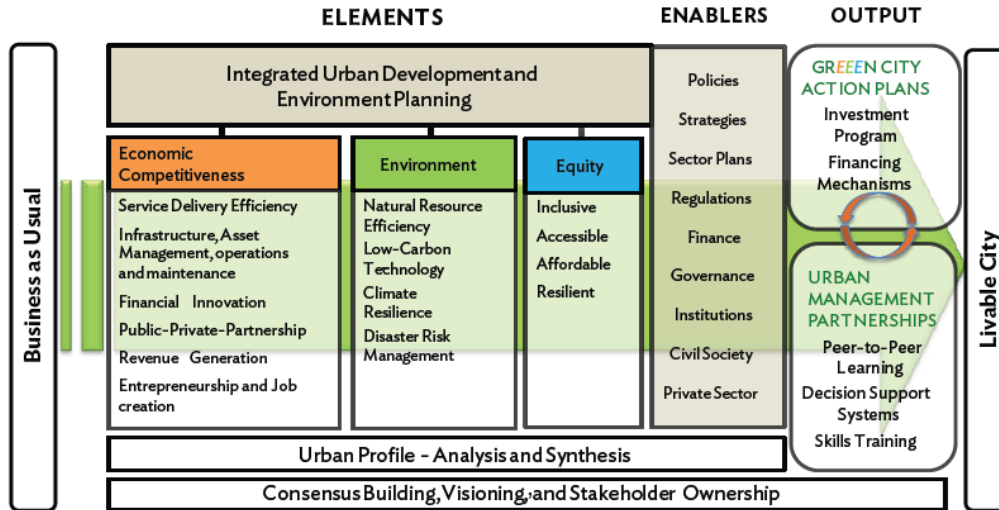 ELEMENTS
ENABLERS
OUTPUT
Business as Usual
Integrated Urban Development and
Environment Planning
Economic
Competitiveness
Service Delivery Efficiency
Infrastructure, Asset
Management, operations
and maintenance
Financial Innovation
Public-Private-Partnership
Revenue Generation
Entrepreneurship and Job
creation
Environment
Natural Resource
Efficiency
Low-Carbon
Technology
Climate
Resilience
Disaster Risk
Management
Equity
Inclusive
Accessible
Affordable
Resilient
Policies
Strategies
Sector Plans
Regulations
Finance
Governance
Institutions
Civil Society
Private Sector
GREEEN CITY
ACTION PLANS
Investment
Program
Financing
Mechanisms
URBAN
MANAGEMENT
PARTNERSHIPS
Peer-to-Peer
Learning
Decision Support
Systems
Skills Training
Livable City
Urban Profile - Analysis and Synthesis
Consensus Building, Visioning, and Stakeholder Ownership